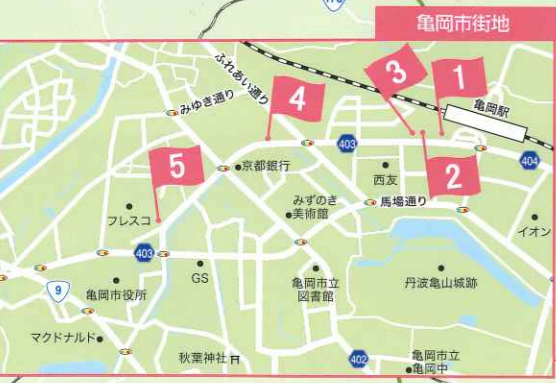 亀岡市街地
ふれあい通り
みゆき通り
3
1
4
亀岡駅
403
404
5
京都銀行
西友
2
みずのき
美術館
馬場通り
フレスコ
イオン
403
GS
9
亀岡市役所
亀岡市立
図書館
丹波亀山城跡
マクドナルド
秋葉神社
402
亀岡市立
亀岡中